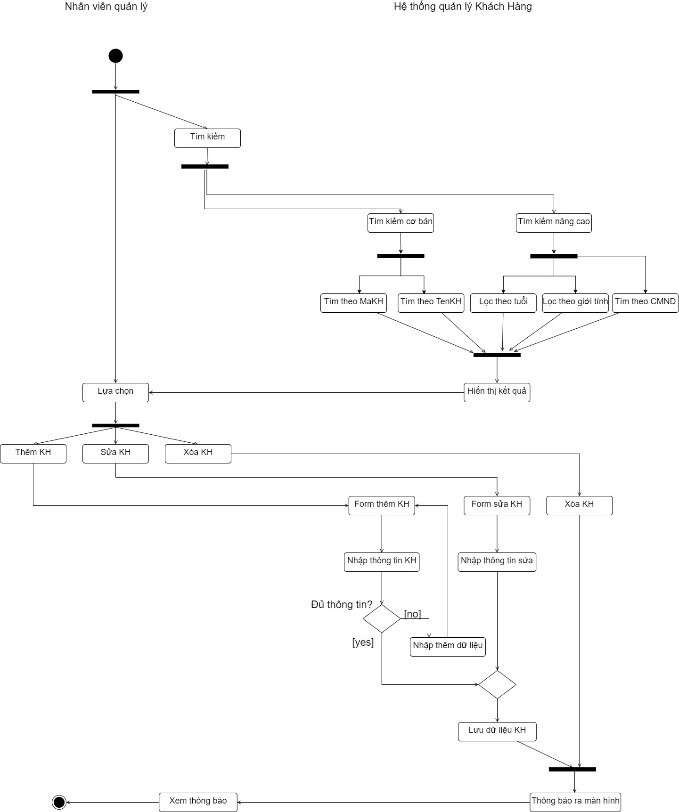 Nhân viên quản lý
Hệ thống quản lý Khách Hàng
Tìm kiếm
Tìm kiếm cơ bản
Tìm kiếm nâng cao
Tìm theo MaKH
Tìm theo TenKH
Lọc theo tuổi
Lọc theo giới tính
Tìm theo CMND
Lựa chọn
Hiển thị kết quả
Thêm KH
Sửa KH
Xóa KH
Form thêm KH
Form sửa KH
Xóa KH
Nhập thông tin KH
Nhập thông tin sửa
Đủ thông tin?
[no]
[yes]
Nhập thêm dữ liệu
Lưu dữ liệu KH
Xem thông báo
Thông báo ra màn hình